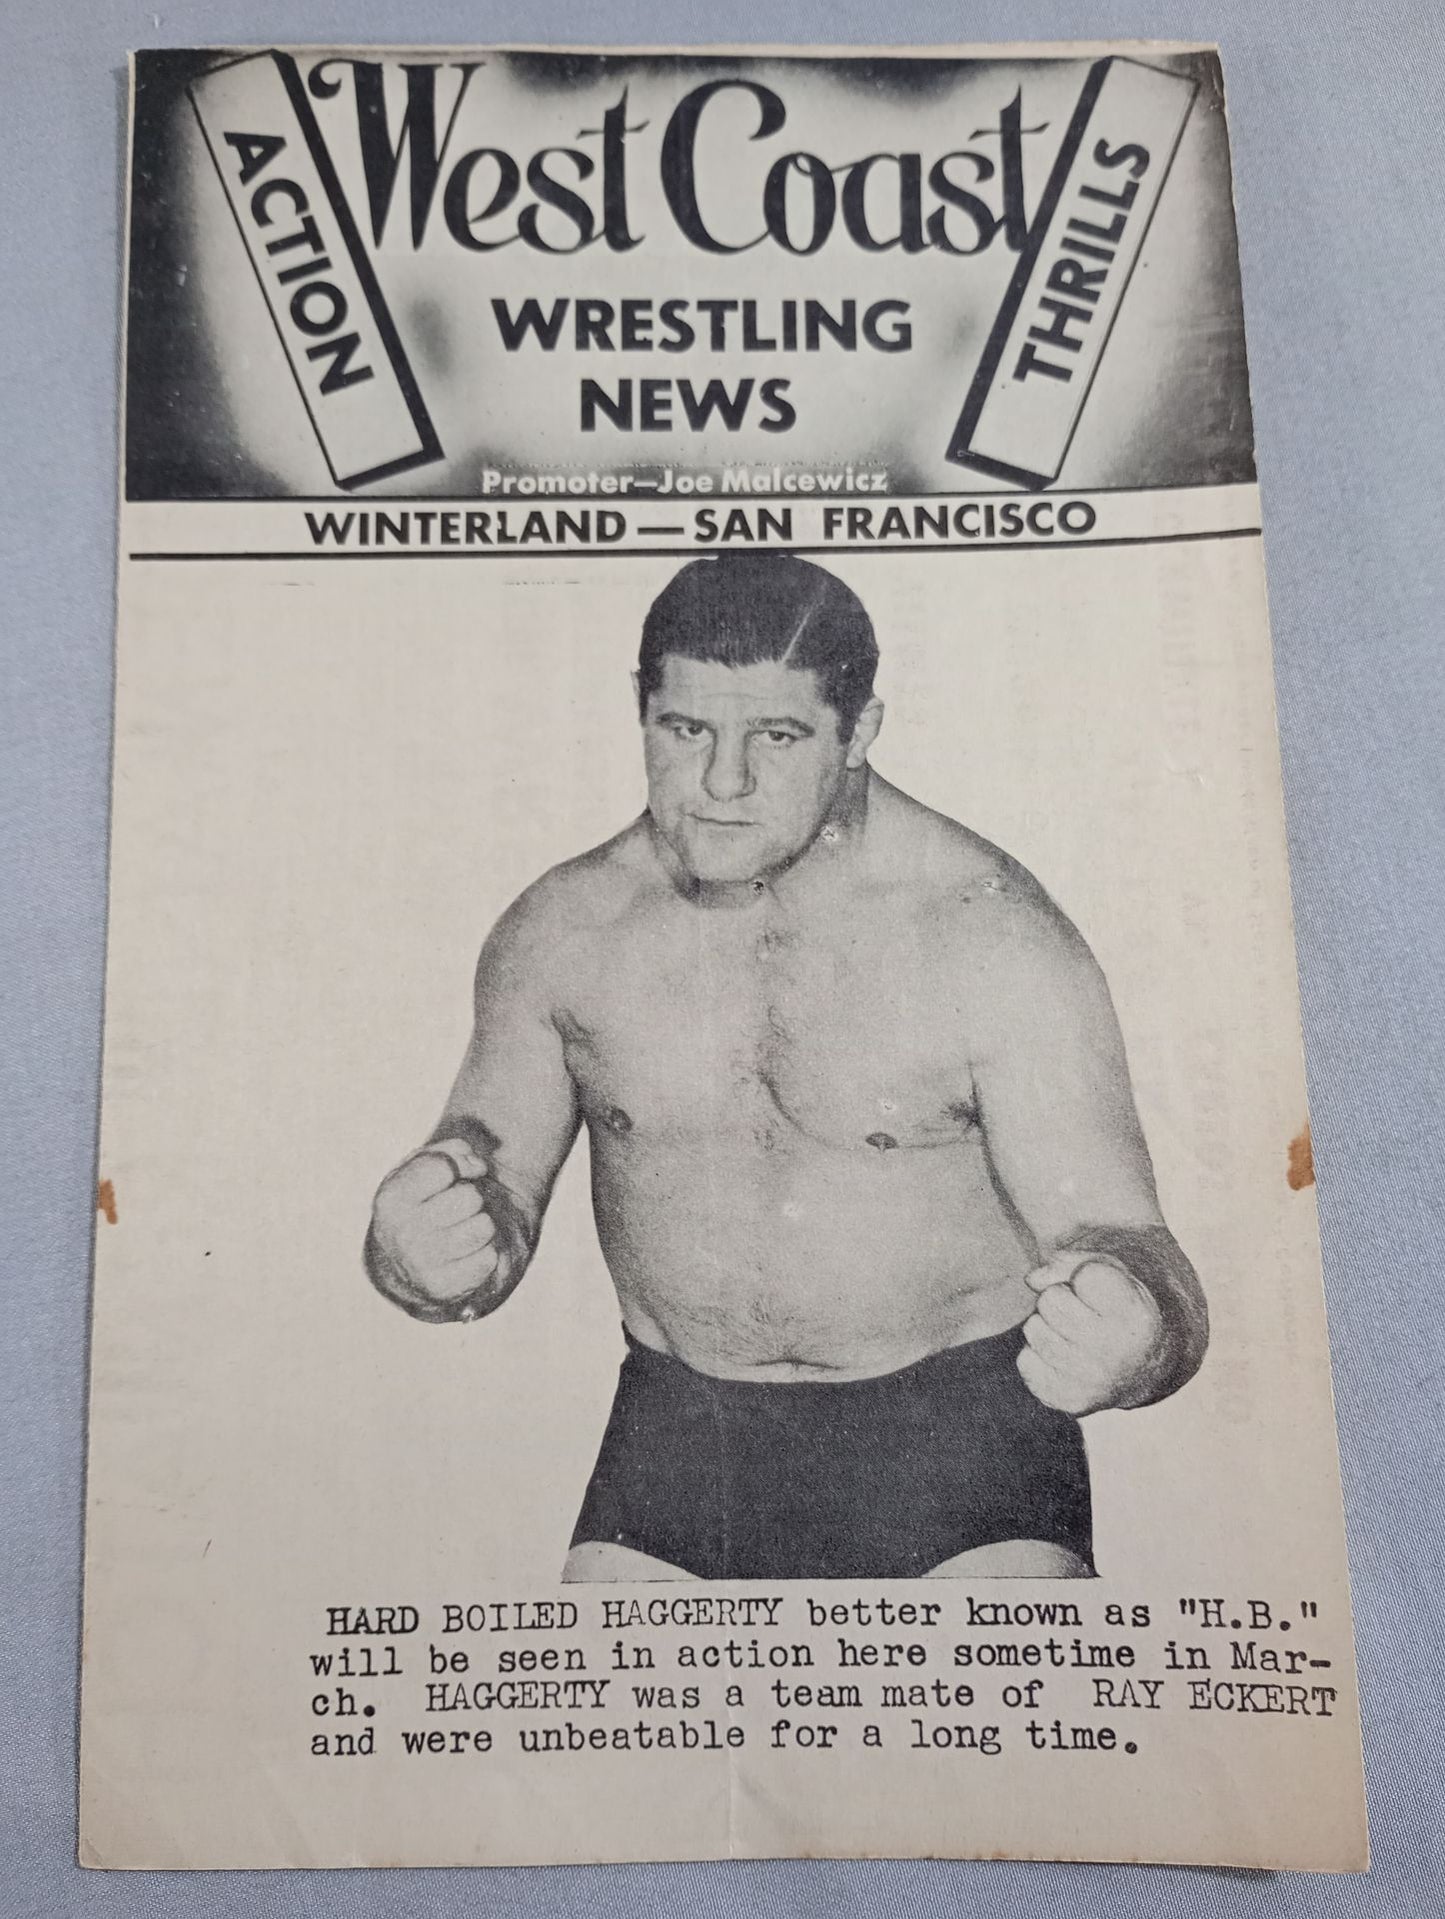 ACTION
West Coast
THRILLS
WRESTLING
NEWS
Promoter—Joe Malcewicz
WINTERLAND — SAN FRANCISCO
HARD BOILED HAGGERTY better known as "H.B."
will be seen in action here sometime in Mar-
ch. HAGGERTY was a team mate of RAY ECKERT
and were unbeatable for a long time.